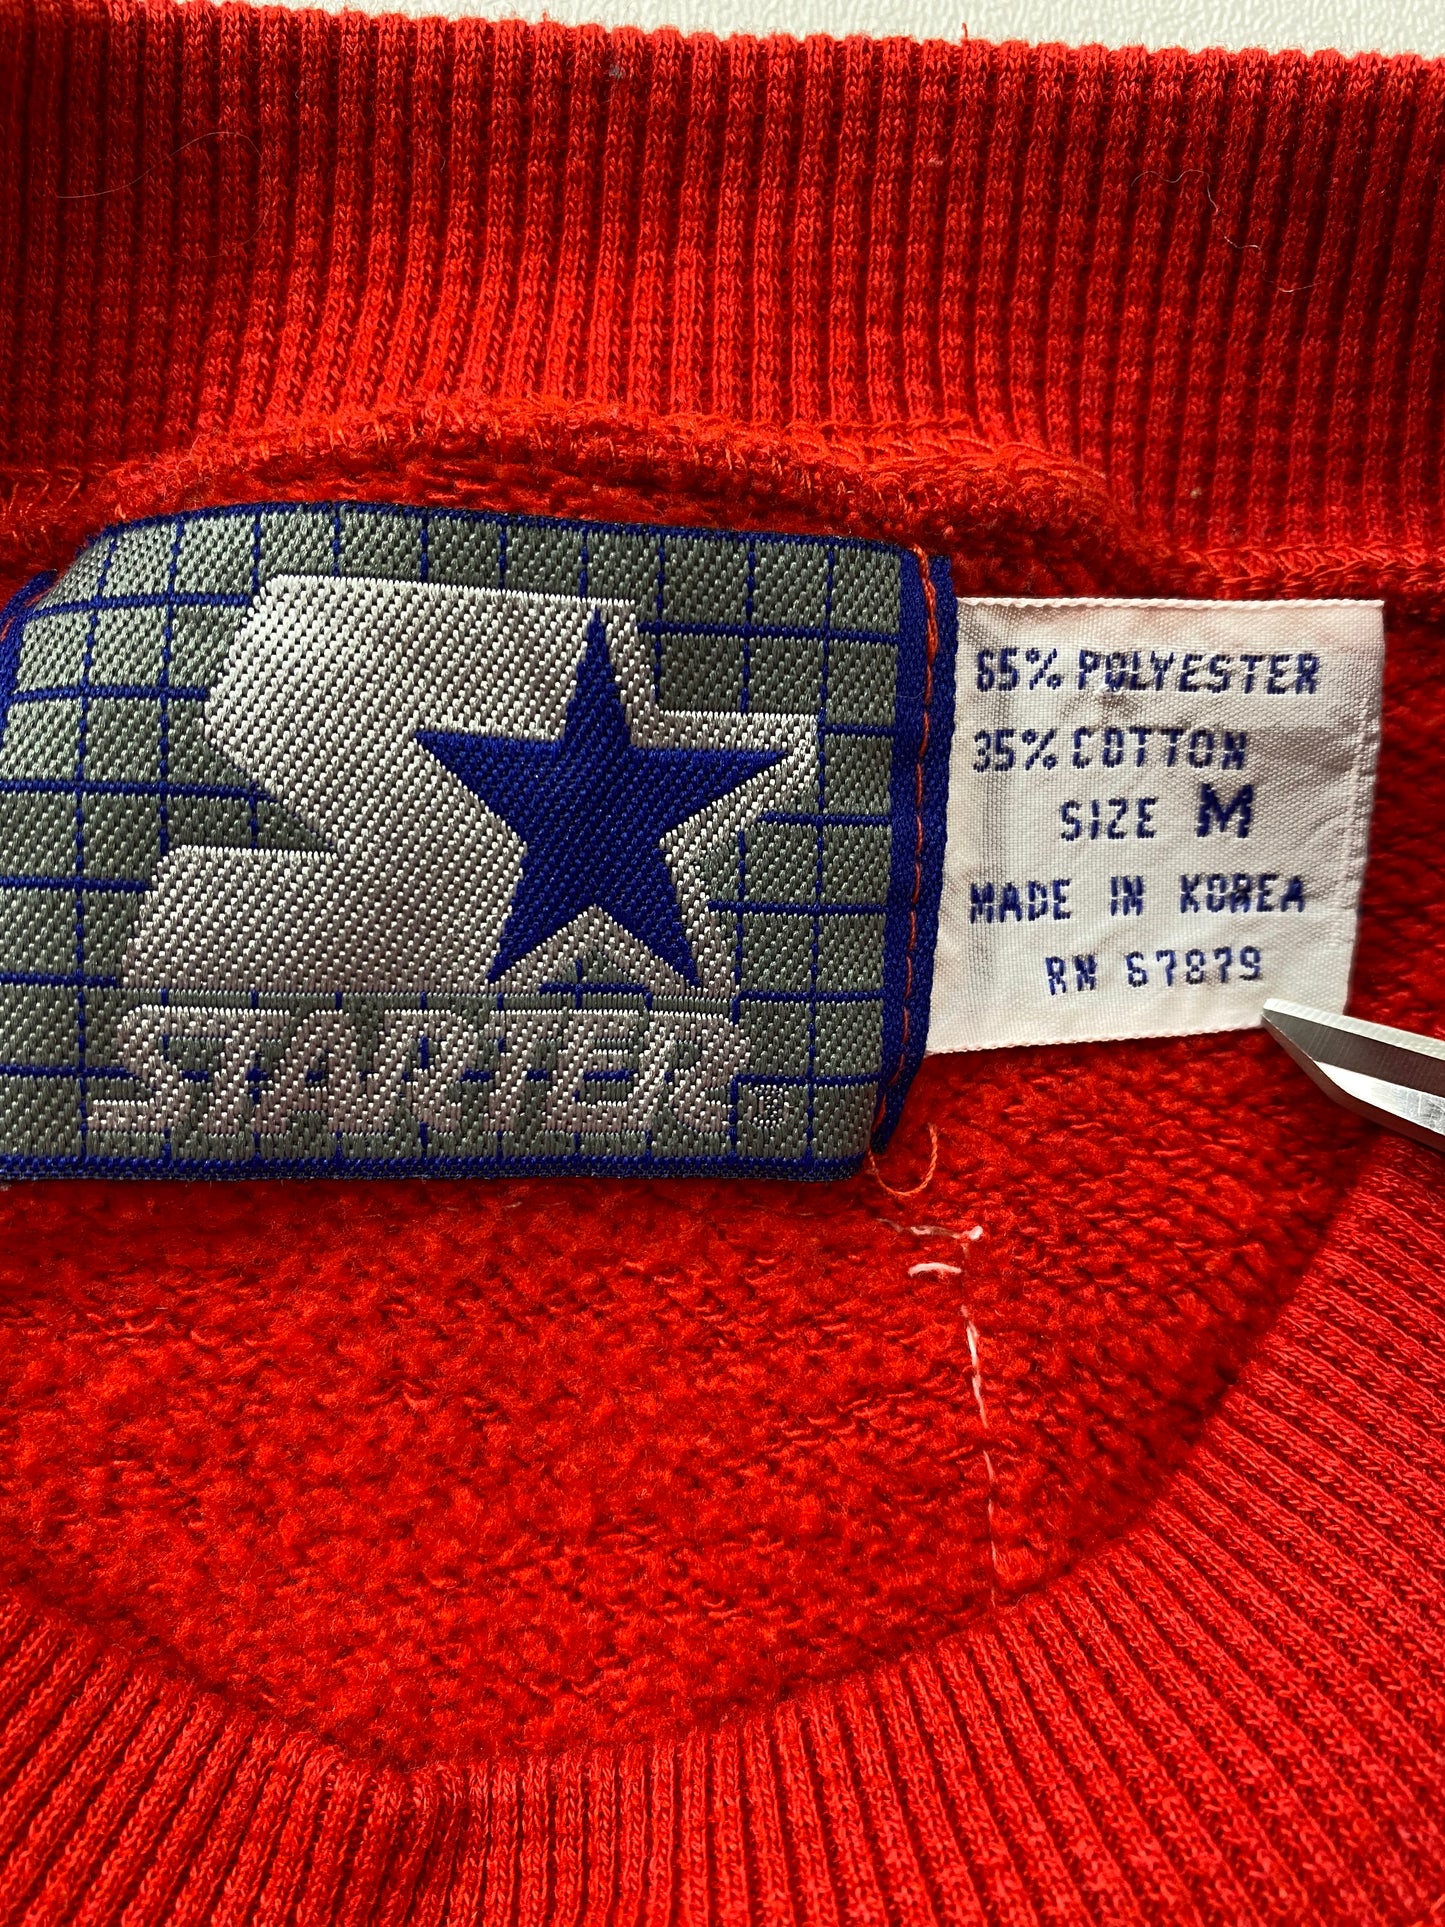 STARTER®
65% POLYESTER
35% COTTON
SIZE M
MADE IN KOREA
RN 67879